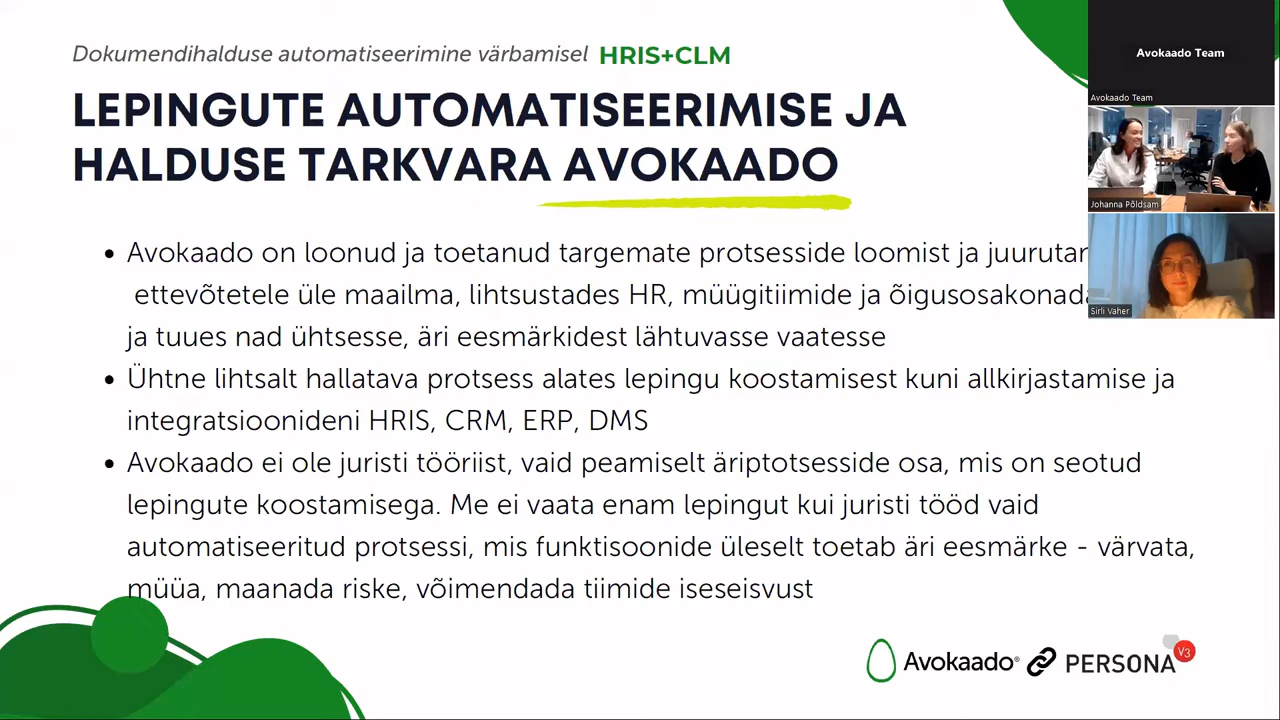 Dokumendihalduse automatiseerimine värbamisel HRIS+CLM
LEPINGUTE AUTOMATISEERIMISE JA
HALDUSE TARKVARA AVOKAADO
• Avokaado on loonud ja toetanud targemate protsesside loomist ja
ettevõtetele üle maailma, lihtsustades HR, müügitiimide ja
ja tuues nad ühtsesse, äri eesmärkidest lähtuvasse vaatesse
• Ühtne lihtsalt hallatava protsess alates lepingu koostamisest kuni allkirjastamise ja
integratsioonideni HRIS, CRM, ERP, DMS
• Avokaado ei ole juristi tööriist, vaid peamiselt äriptotsesside osa, mis on seotud
lepingute koostamisega. Me ei vaata enam lepingut kui juristi tööd vaid
automatiseeritud protsessi, mis funktisoonide üleselt toetab äri eesmärke - värvata,
müüa, maanada riske, võimendada tiimide iseseisvust
Avokaado® PERSONA V3
Avokaado Team
Avokaado Team
Johanna Põldsam
Sirli Vaher